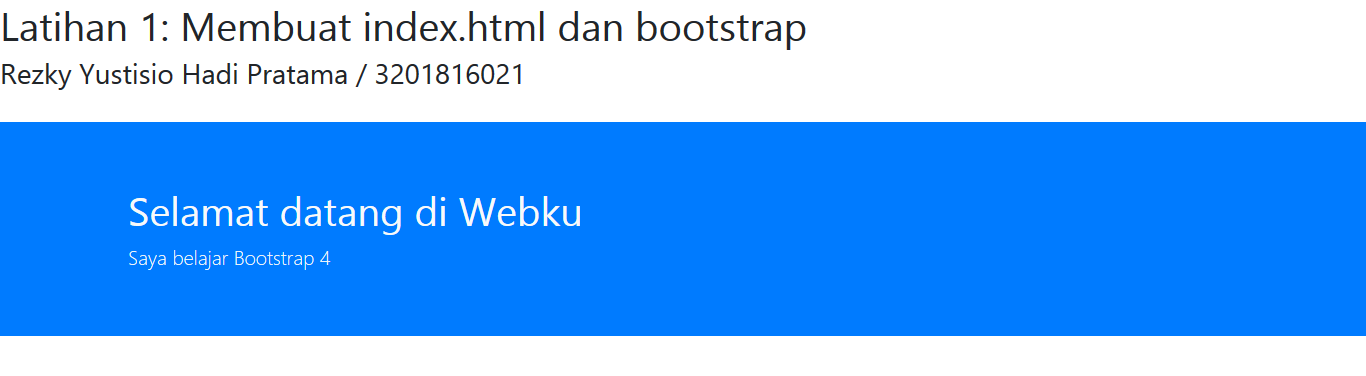 Latihan 1: Membuat index.html dan bootstrap
Rezky Yustisio Hadi Pratama / 3201816021
Selamat datang di Webku
Saya belajar Bootstrap 4